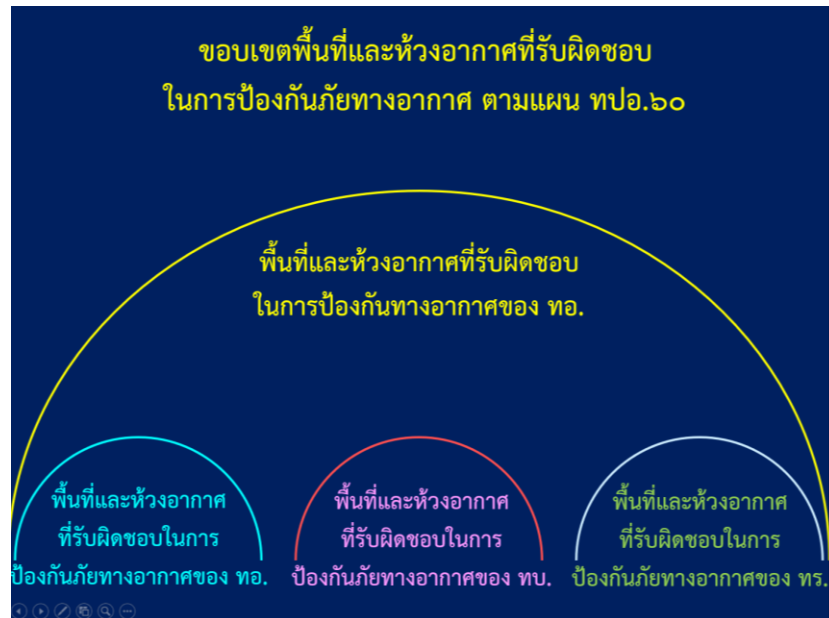 ขอบเขตพื้นที่และห้วงอากาศที่รับผิดชอบ
ในการป้องกันภัยทางอากาศ ตามแผน ทปอ.๖๐
พื้นที่และห้วงอากาศที่รับผิดชอบ
ในการป้องกันทางอากาศของ ทอ.
พื้นที่และห้วงอากาศ
ที่รับผิดชอบในการ
ป้องกันภัยทางอากาศของ ทอ.
พื้นที่และห้วงอากาศ
ที่รับผิดชอบในการ
ป้องกันภัยทางอากาศของ ทบ.
พื้นที่และห้วงอากาศ
ที่รับผิดชอบในการ
ป้องกันภัยทางอากาศของ ทร.